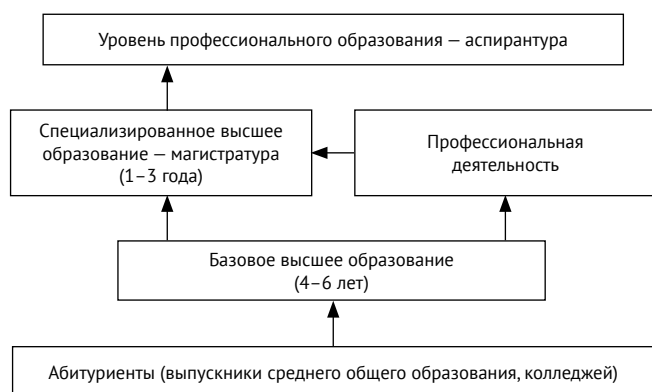 Уровень профессионального образования — аспирантура
Специализированное высшее
образование — магистратура
(1–3 года)
Профессиональная
деятельность
Базовое высшее образование
(4–6 лет)
Абитуриенты (выпускники среднего общего образования, колледжей)